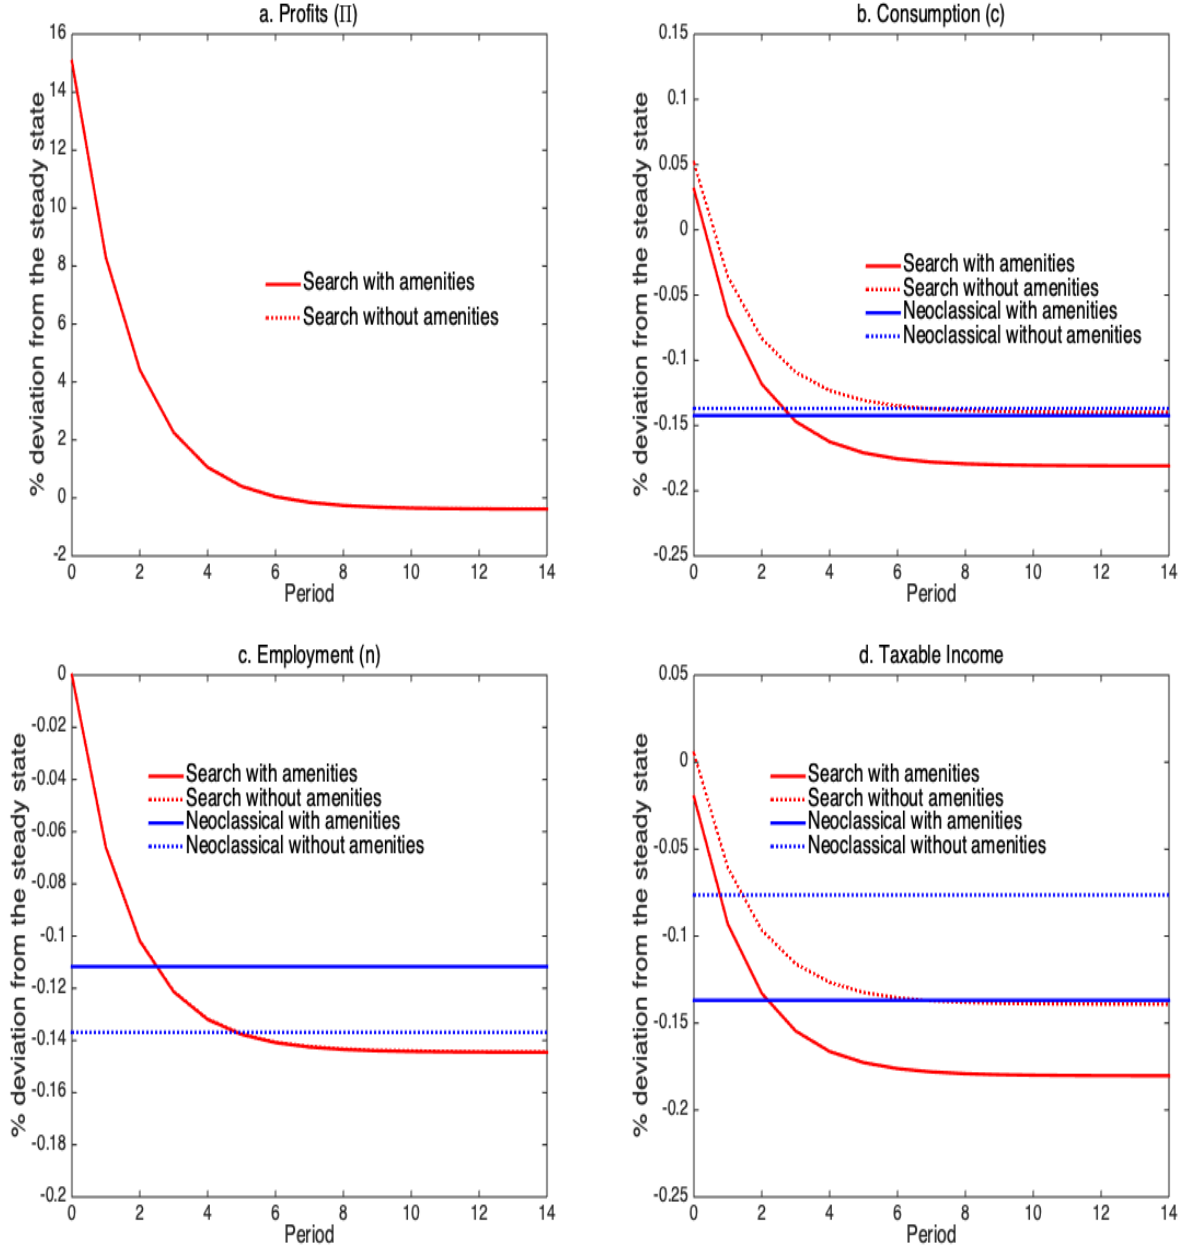 a. Profits (Π)
16
14
12
10
8
6
4
2
0
-2
% deviation from the steady state
Search with amenities
Search without amenities
0 2 4 6 8 10 12 14
Period
b. Consumption (c)
0.15
0.1
0.05
0
-0.05
-0.1
-0.15
-0.2
-0.25
% deviation from the steady state
Search with amenities
Search without amenities
Neoclassical with amenities
Neoclassical without amenities
0 2 4 6 8 10 12 14
Period
c. Employment (n)
0
-0.02
-0.04
-0.06
-0.08
-0.1
-0.12
-0.14
-0.16
-0.18
-0.2
% deviation from the steady state
Search with amenities
Search without amenities
Neoclassical with amenities
Neoclassical without amenities
0 2 4 6 8 10 12 14
Period
d. Taxable Income
0.05
0
-0.05
-0.1
-0.15
-0.2
-0.25
% deviation from the steady state
Search with amenities
Search without amenities
Neoclassical with amenities
Neoclassical without amenities
0 2 4 6 8 10 12 14
Period